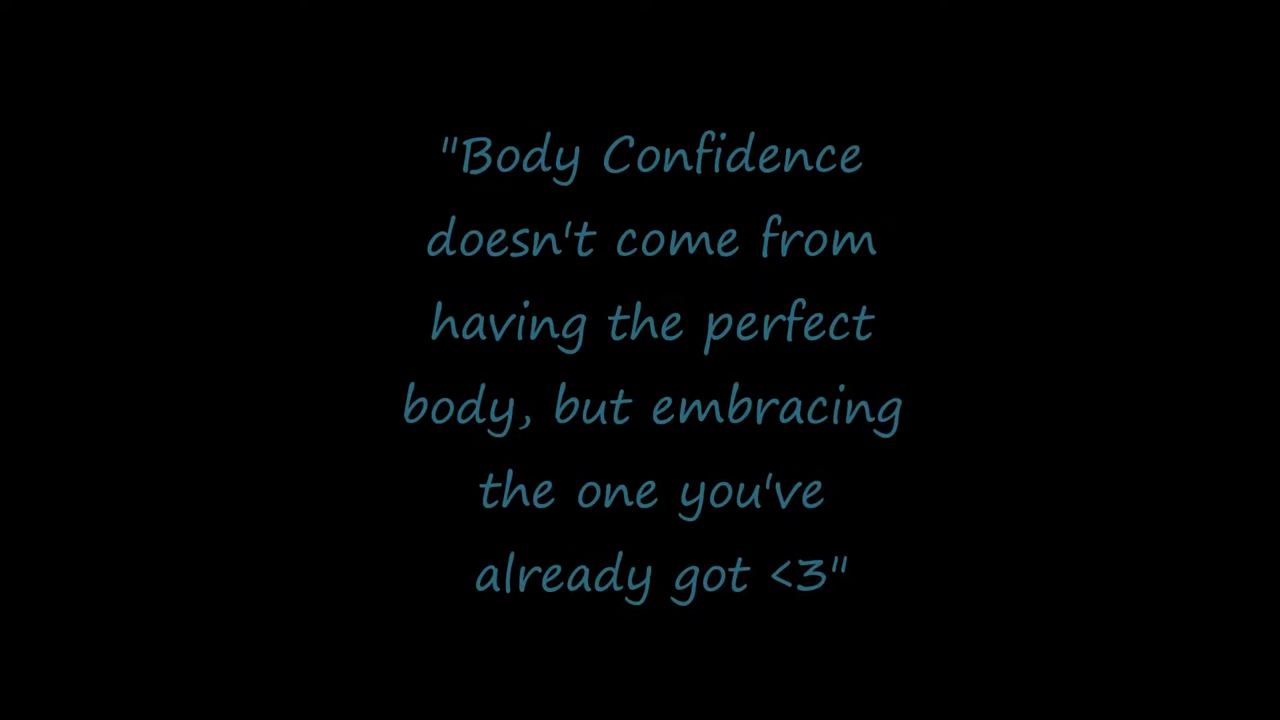 "Body Confidence
doesn't come from
having the perfect
body, but embracing
the one you've
already got <3"